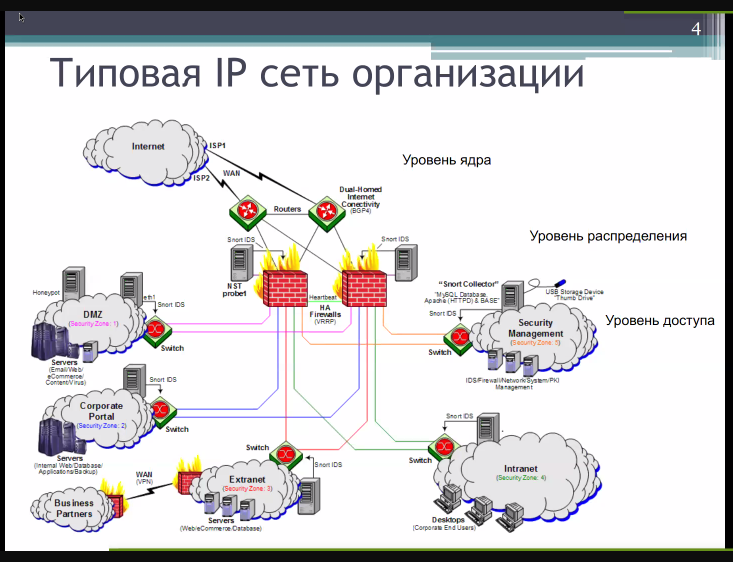 4
Типовая IP сеть организации
Internet
ISP1
ISP2
WAN
Уровень ядра
Routers
Dual-Homed
Internet
Conectivity
(BGP4)
Уровень распределения
Snort IDS
Snort IDS
NST
probe1
Heartbeat
HA
Firewalls
(VRRP)
Honeypot
eth1
Snort IDS
DMZ
(Security Zone: 1)
Switch
Servers
(Email/Web/
eCommerce/
Content/Virus)
"Snort Collector"
"MySQL Database,
Apache (HTTPD) & BASE"
USB Storage Device
"Thumb Drive"
Snort IDS
Уровень доступа
Security
Management
(Security Zone: 5)
Switch
IDS/Firewall/Network/System/PKI
Management
Snort IDS
Corporate
Portal
(Security Zone: 2)
Switch
Servers
(Internal Web/Database/
Applications/Backup)
Switch
Snort IDS
WAN
(VPN)
Extranet
(Security Zone: 3)
Servers
(Web/eCommerce/Database)
Business
Partners
Snort IDS
Switch
Intranet
(Security Zone: 4)
Desktops
(Corporate End Users)